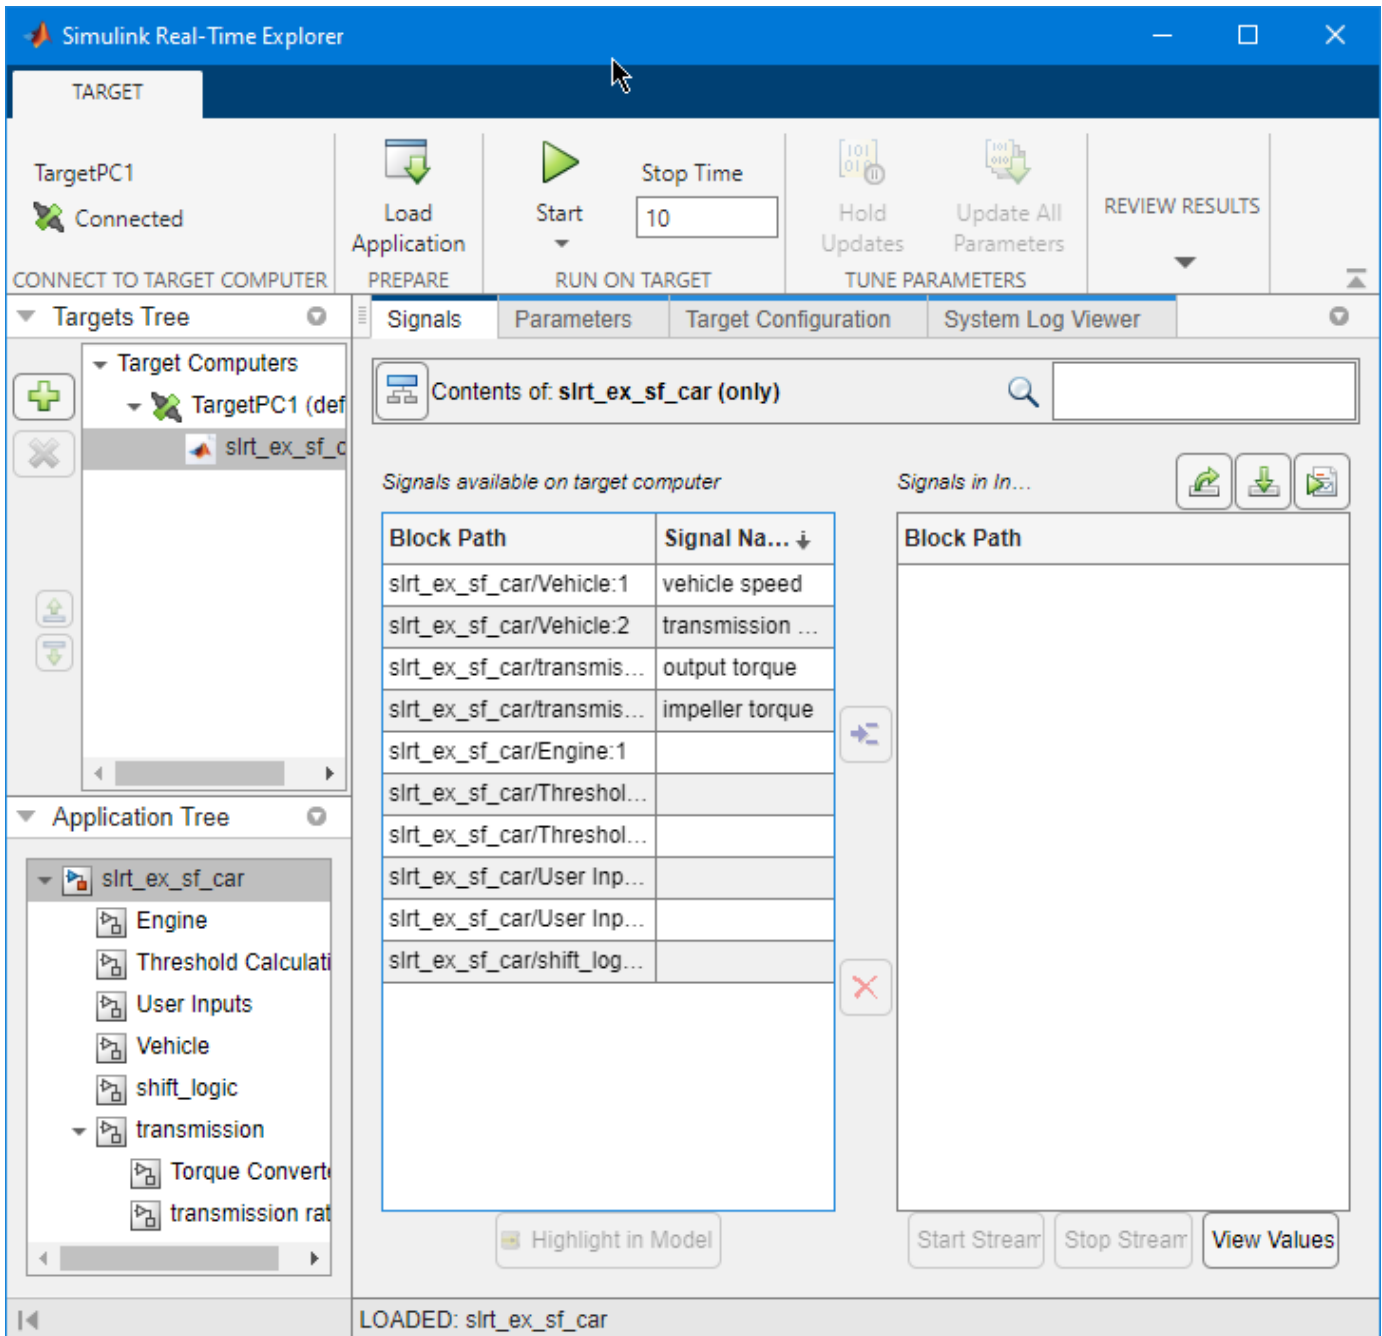 Simulink Real-Time Explorer
TARGET
TargetPC1
Connected
CONNECT TO TARGET COMPUTER
Load
Application
PREPARE
Start
Stop Time
10
RUN ON TARGET
Hold
Updates
Update All
Parameters
TUNE PARAMETERS
REVIEW RESULTS
Targets Tree
Target Computers
TargetPC1 (def
slrt_ex_sf_c
Application Tree
slrt_ex_sf_car
Engine
Threshold Calculati
User Inputs
Vehicle
shift_logic
transmission
Torque Converte
transmission rat
Signals
Parameters
Target Configuration
System Log Viewer
Contents of: slrt_ex_sf_car (only)
Signals available on target computer
Block Path Signal Na...
slrt_ex_sf_car/Vehicle:1 vehicle speed
slrt_ex_sf_car/Vehicle:2 transmission ...
slrt_ex_sf_car/transmis... output torque
slrt_ex_sf_car/transmis... impeller torque
slrt_ex_sf_car/Engine:1
slrt_ex_sf_car/Threshol...
slrt_ex_sf_car/Threshol...
slrt_ex_sf_car/User Inp...
slrt_ex_sf_car/User Inp...
slrt_ex_sf_car/shift_log...
Highlight in Model
Signals in In...
Block Path
Start Stream
Stop Stream
View Values
LOADED: slrt_ex_sf_car